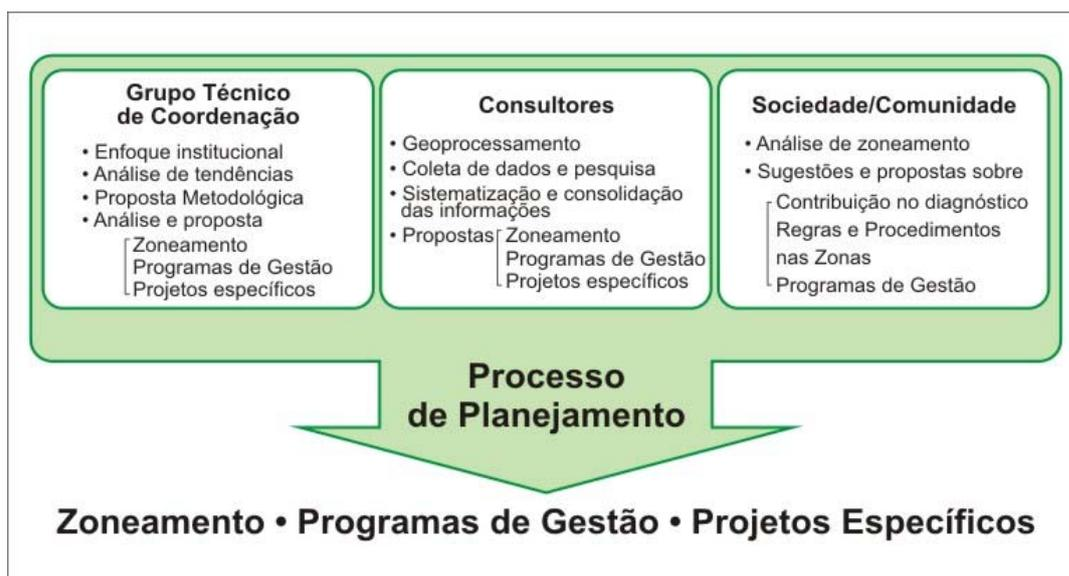 Grupo Técnico
de Coordenação
• Enfoque institucional
• Análise de tendências
• Proposta Metodológica
• Análise e proposta
Zoneamento
Programas de Gestão
Projetos específicos
Consultores
• Geoprocessamento
• Coleta de dados e pesquisa
• Sistematização e consolidação
das informações
• Propostas
Zoneamento
Programas de Gestão
Projetos específicos
Sociedade/Comunidade
• Análise de zoneamento
• Sugestões e propostas sobre
Contribuição no diagnóstico
Regras e Procedimentos
nas Zonas
Programas de Gestão
Processo
de Planejamento
Zoneamento • Programas de Gestão • Projetos Específicos